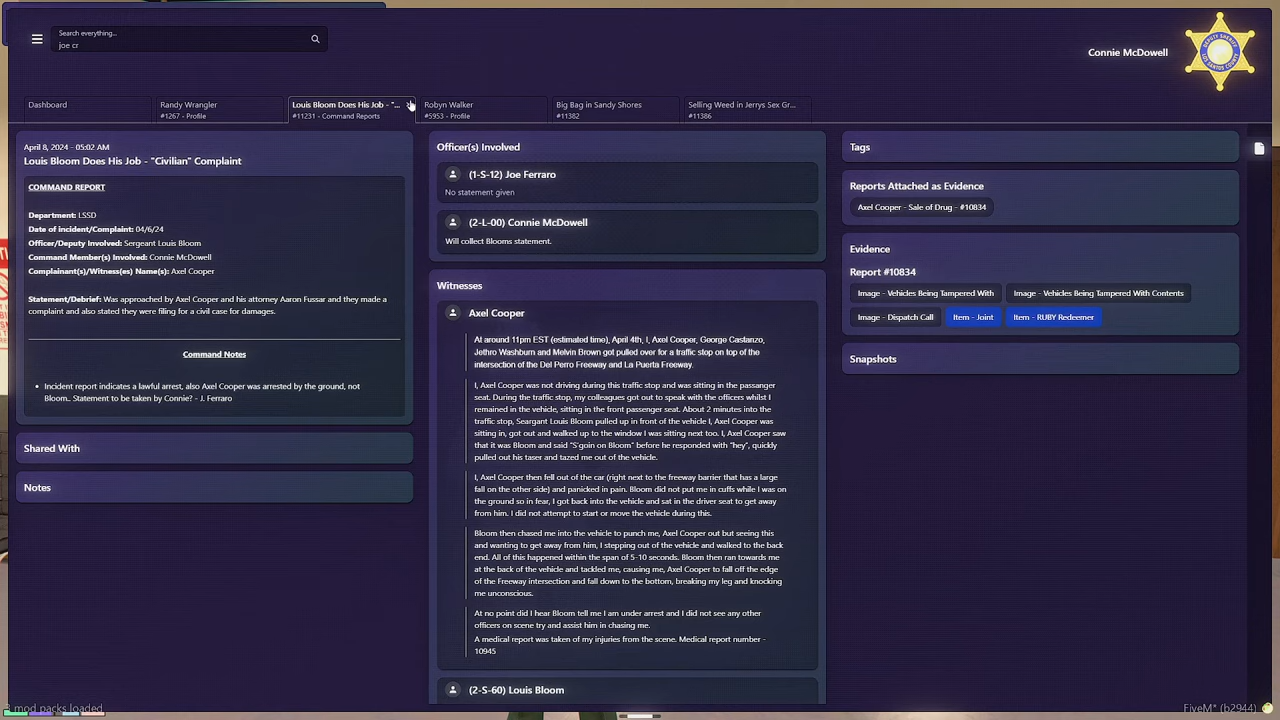 Search everything...
joe cr
Connie McDowell
DEPUTY SHERIFF
Dashboard
Randy Wrangler
#1267 - Profile
Louis Bloom Does His Job - "...
#11231 - Command Reports
Robyn Walker
#5953 - Profile
Big Bag in Sandy Shores
#11382
Selling Weed in Jerrys Sex Gr...
#11386
April 8, 2024 - 05:02 AM
Louis Bloom Does His Job - "Civilian" Complaint
COMMAND REPORT
Department: LSSD
Date of incident/Complaint: 04/6/24
Officer/Deputy Involved: Sergeant Louis Bloom
Command Member(s) Involved: Connie McDowell
Complainant(s)/Witness(es) Name(s): Axel Cooper
Statement/Debrief: Was approached by Axel Cooper and his attorney Aaron Fussar and they made a
complaint and also stated they were filing for a civil case for damages.
Command Notes
• Incident report indicates a lawful arrest, also Axel Cooper was arrested by the ground, not
Bloom.. Statement to be taken by Connie? - J. Ferraro
Shared With
Notes
Officer(s) Involved
(1-S-12) Joe Ferraro
No statement given
(2-L-00) Connie McDowell
Will collect Blooms statement.
Witnesses
Axel Cooper
At around 11pm EST (estimated time), April 4th, I, Axel Cooper, George Castanzo,
Jethro Washburn and Melvin Brown got pulled over for a traffic stop on top of the
intersection of the Del Perro Freeway and La Puerta Freeway.
I, Axel Cooper was not driving during this traffic stop and was sitting in the passanger
seat. During the traffic stop, my colleagues got out to speak with the officers whilst I
remained in the vehicle, sitting in the front passenger seat. About 2 minutes into the
traffic stop, Seargant Louis Bloom pulled up in front of the vehicle I, Axel Cooper was
sitting in, got out and walked up to the window I was sitting next too. I, Axel Cooper saw
that it was Bloom and said "S'goin on Bloom" before he responded with "hey", quickly
pulled out his taser and tazed me out of the vehicle.
I, Axel Cooper then fell out of the car (right next to the freeway barrier that has a large
fall on the other side) and panicked in pain. Bloom did not put me in cuffs while I was on
the ground so in fear, I got back into the vehicle and sat in the driver seat to get away
from him. I did not attempt to start or move the vehicle during this.
Bloom then chased me into the vehicle to punch me, Axel Cooper out but seeing this
and wanting to get away from him, I stepping out of the vehicle and walked to the back
end. All of this happened within the span of 5-10 seconds. Bloom then ran towards me
at the back of the vehicle and tackled me, causing me, Axel Cooper to fall off the edge
of the Freeway intersection and fall down to the bottom, breaking my leg and knocking
me unconscious.
At no point did I hear Bloom tell me I am under arrest and I did not see any other
officers on scene try and assist him in chasing me.
A medical report was taken of my injuries from the scene. Medical report number -
10945
(2-S-60) Louis Bloom
Tags
Reports Attached as Evidence
Axel Cooper - Sale of Drug - #10834
Evidence
Report #10834
Image - Vehicles Being Tampered With
Image - Vehicles Being Tampered With Contents
Image - Dispatch Call
Item - Joint
Item - RUBY Redeemer
Snapshots
mod packs loaded
FiveM* (b2944)